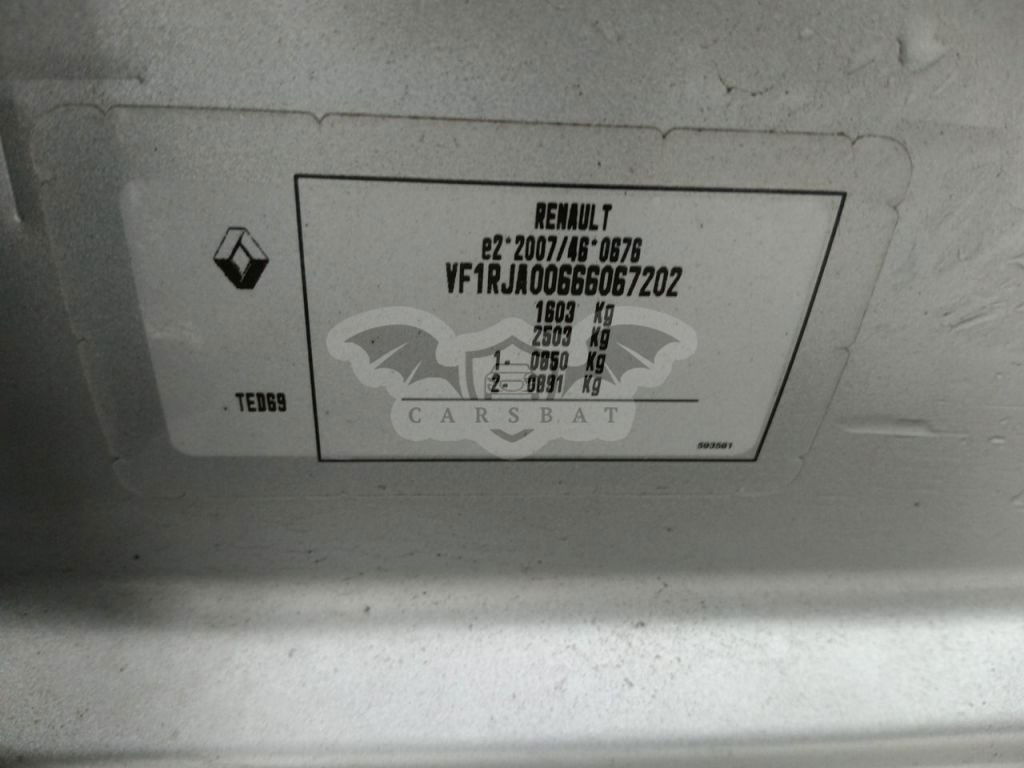 RENAULT
e2*2007/46*0676
VF1RJA00666067202
1603 Kg
2503 Kg
1- 0850 Kg
2- 0891 Kg
TED69
CARSBAT
593581